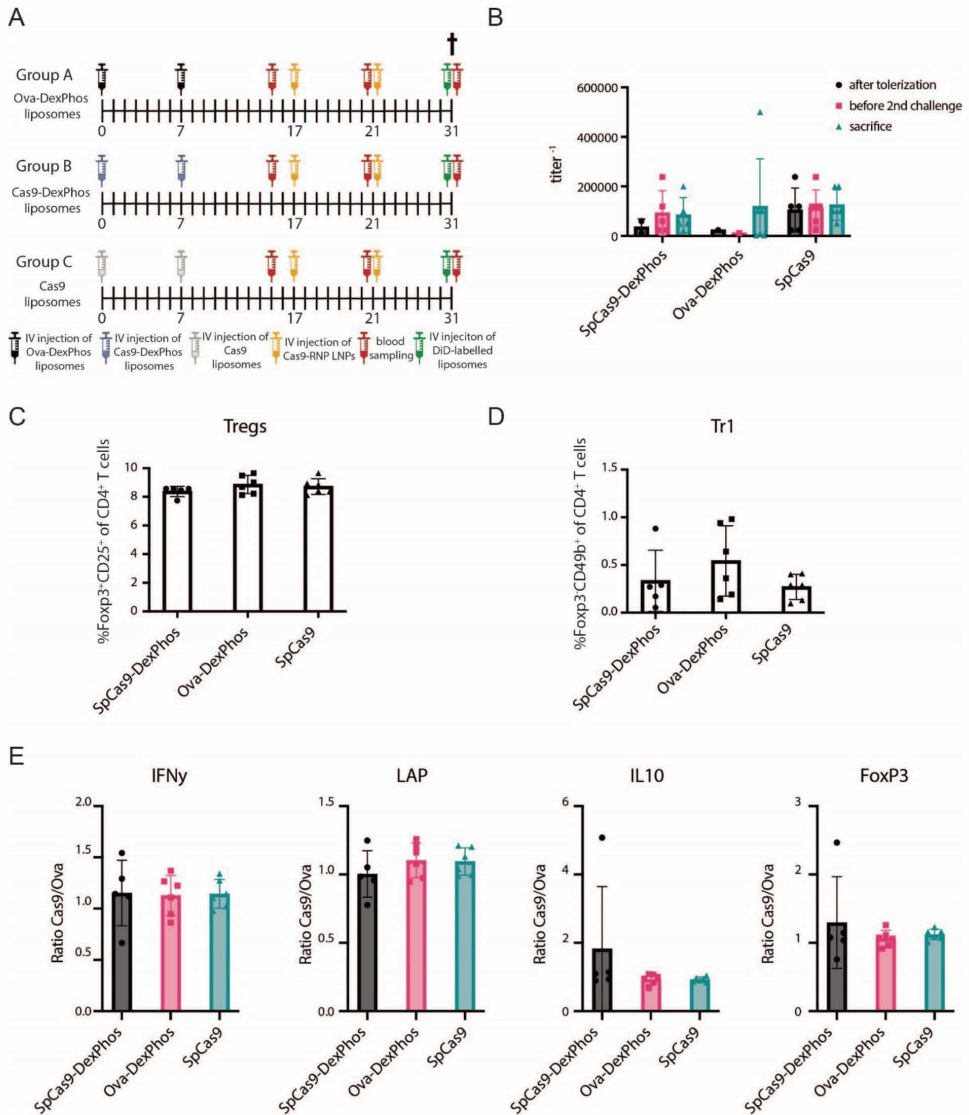 A
†
Group A
Ova-DexPhos
liposomes
0 7 17 21 31
Group B
Cas9-DexPhos
liposomes
0 7 17 21 31
Group C
Cas9
liposomes
0 7 17 21 31
IV injection of
Ova-DexPhos
liposomes
IV injection of
Cas9-DexPhos
liposomes
IV injection of
Cas9
liposomes
IV injection of
Cas9-RNP LNPs
blood
sampling
IV injeciton of
DiD-labelled
liposomes
B
titer -1
600000
400000
200000
0
after tolerization
before 2nd challenge
sacrifice
SpCas9-DexPhos
Ova-DexPhos
SpCas9
C
Tregs
%Foxp3+CD25+ of CD4+ T cells
10
8
6
4
2
0
SpCas9-DexPhos
Ova-DexPhos
SpCas9
D
Tr1
%Foxp3-CD49b+ of CD4+ T cells
1.5
1.0
0.5
0.0
SpCas9-DexPhos
Ova-DexPhos
SpCas9
E
IFNy
Ratio Cas9/Ova
2.0
1.5
1.0
0.5
0.0
SpCas9-DexPhos
Ova-DexPhos
SpCas9
LAP
Ratio Cas9/Ova
1.5
1.0
0.5
0.0
SpCas9-DexPhos
Ova-DexPhos
SpCas9
IL10
Ratio Cas9/Ova
6
4
2
0
SpCas9-DexPhos
Ova-DexPhos
SpCas9
FoxP3
Ratio Cas9/Ova
3
2
1
0
SpCas9-DexPhos
Ova-DexPhos
SpCas9